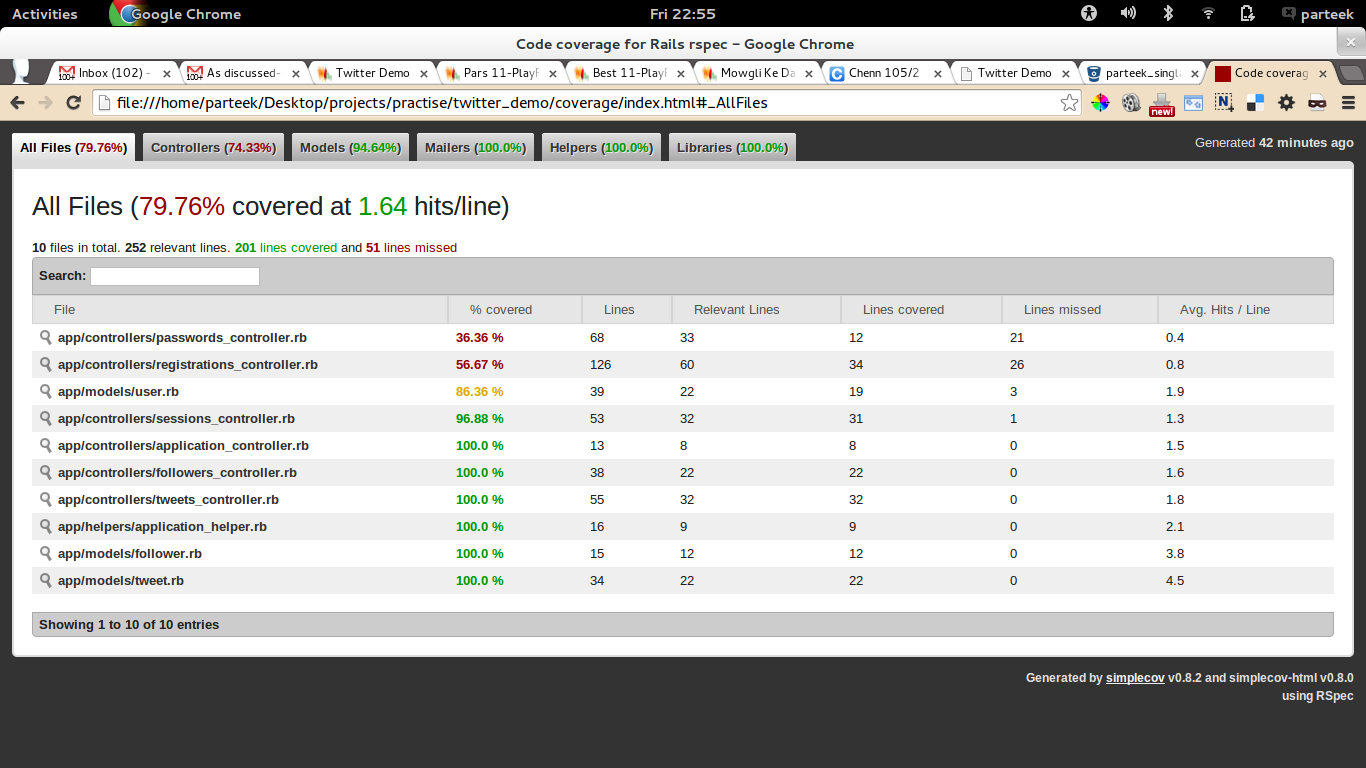 Activities Google Chrome Fri 22:55 parteek
Code coverage for Rails rspec - Google Chrome
Inbox (102) - As discussed- Twitter Demo Pars 11-PlayF Best 11-PlayF Mowgli Ke Da Chenn 105/2 Twitter Demo parteek_singla Code coverag
file:///home/parteek/Desktop/projects/practise/twitter_demo/coverage/index.html#_AllFiles new!
All Files (79.76%) Controllers (74.33%) Models (94.64%) Mailers (100.0%) Helpers (100.0%) Libraries (100.0%) Generated 42 minutes ago
All Files (79.76% covered at 1.64 hits/line)
10 files in total. 252 relevant lines. 201 lines covered and 51 lines missed
Search:
File % covered Lines Relevant Lines Lines covered Lines missed Avg. Hits / Line
app/controllers/passwords_controller.rb 36.36 % 68 33 12 21 0.4
app/controllers/registrations_controller.rb 56.67 % 126 60 34 26 0.8
app/models/user.rb 86.36 % 39 22 19 3 1.9
app/controllers/sessions_controller.rb 96.88 % 53 32 31 1 1.3
app/controllers/application_controller.rb 100.0 % 13 8 8 0 1.5
app/controllers/followers_controller.rb 100.0 % 38 22 22 0 1.6
app/controllers/tweets_controller.rb 100.0 % 55 32 32 0 1.8
app/helpers/application_helper.rb 100.0 % 16 9 9 0 2.1
app/models/follower.rb 100.0 % 15 12 12 0 3.8
app/models/tweet.rb 100.0 % 34 22 22 0 4.5
Showing 1 to 10 of 10 entries
Generated by simplecov v0.8.2 and simplecov-html v0.8.0
using RSpec